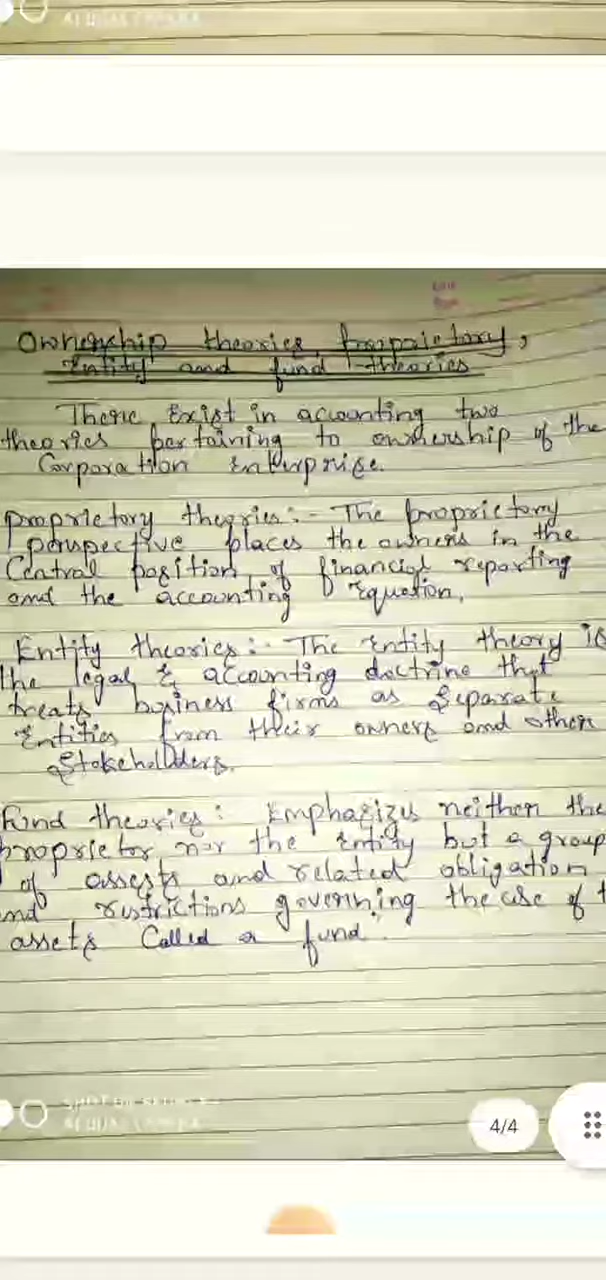 Ownership theories, proprietory,
Entity and fund theories
There Exist in accounting two
theories pertaining to ownership of the
Corporation Enterprise.
proprietory theories:- The proprietory
perspective places the owners in the
Central position of financial reporting
and the accounting Equation.
Entity theories:- The Entity theory is
the legal & accounting doctrine that
treats business firms as Separate
Entities from their owners and other
Stakeholders.
Fund theories: Emphasizes neither the
proprietor nor the Entity but a group
of assests and related obligation
and restrictions governing the use of
assets Called a fund.
4/4